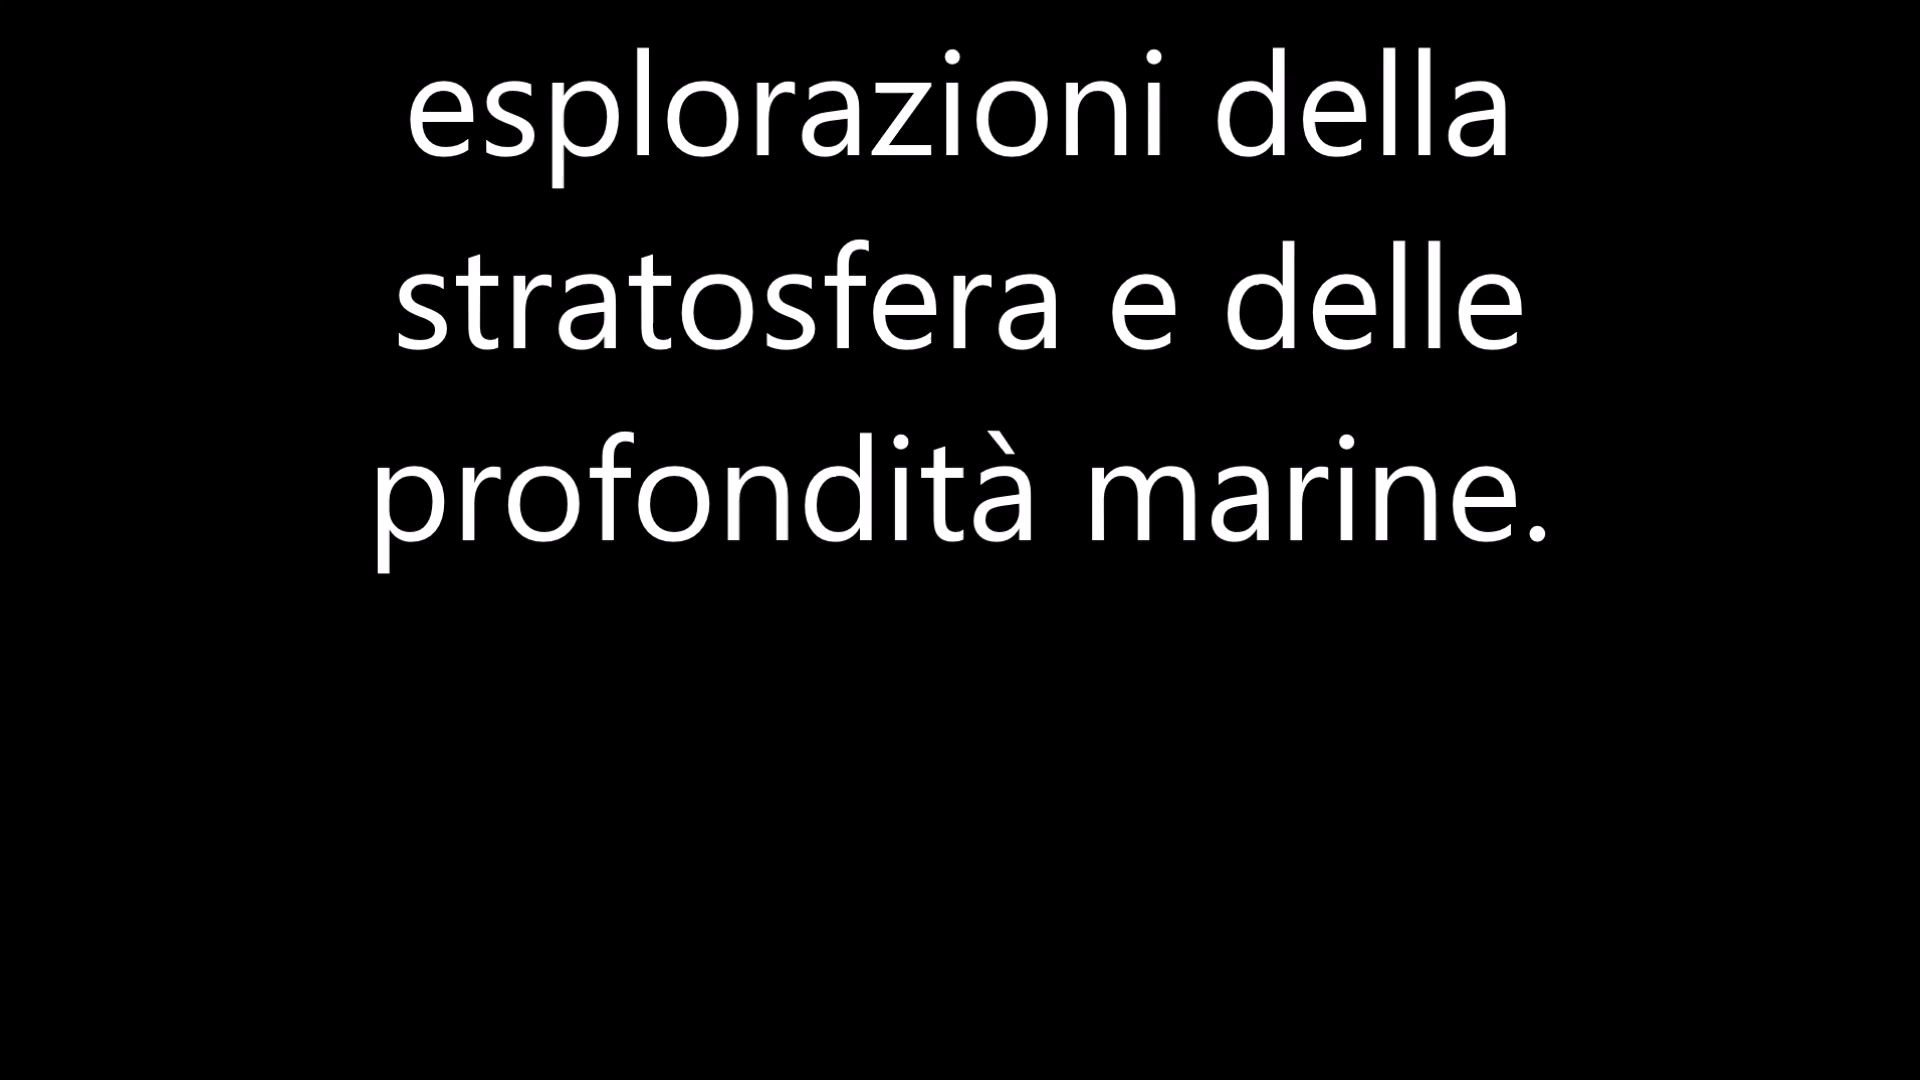 esplorazioni della
stratosfera e delle
profondità marine.